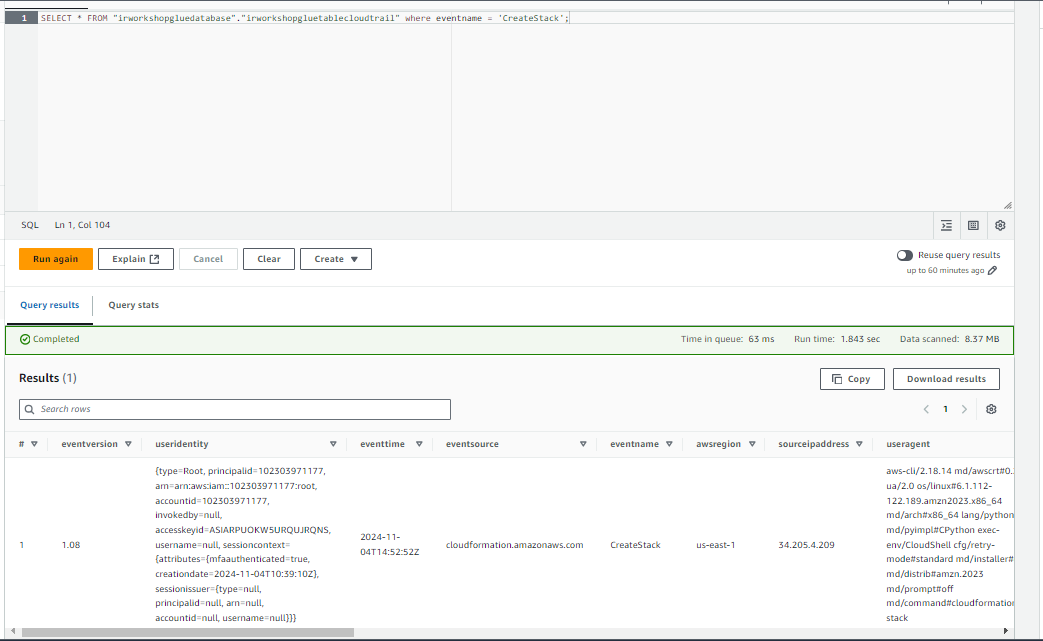 1 SELECT * FROM "irworkshopgluedatabase"."irworkshopgluetablecloudtrail" where eventname = 'CreateStack';
SQL Ln 1, Col 104
Run again Explain Cancel Clear Create
Reuse query results
up to 60 minutes ago
Query results Query stats
Completed Time in queue: 63 ms Run time: 1.843 sec Data scanned: 8.37 MB
Results (1) Copy Download results
Search rows 1
# eventversion useridentity eventtime eventsource eventname awsregion sourceipaddress useragent
1 1.08
{type=Root, principalid=102303971177,
arn=arn:aws:iam::102303971177:root,
accountid=102303971177,
invokedby=null,
accesskeyid=ASIARPUOKW5URQUJRQNS,
username=null, sessioncontext=
{attributes={mfaauthenticated=true,
creationdate=2024-11-04T10:39:10Z},
sessionissuer={type=null,
principalid=null, arn=null,
accountid=null, username=null}}}
2024-11-
04T14:52:52Z
cloudformation.amazonaws.com
CreateStack
us-east-1
34.205.4.209
aws-cli/2.18.14 md/awscrt#0.
ua/2.0 os/linux#6.1.112-
122.189.amzn2023.x86_64
md/arch#x86_64 lang/python
md/pyimpl#CPython exec-
env/CloudShell cfg/retry-
mode#standard md/installer#
md/distrib#amzn.2023
md/prompt#off
md/command#cloudformation
stack